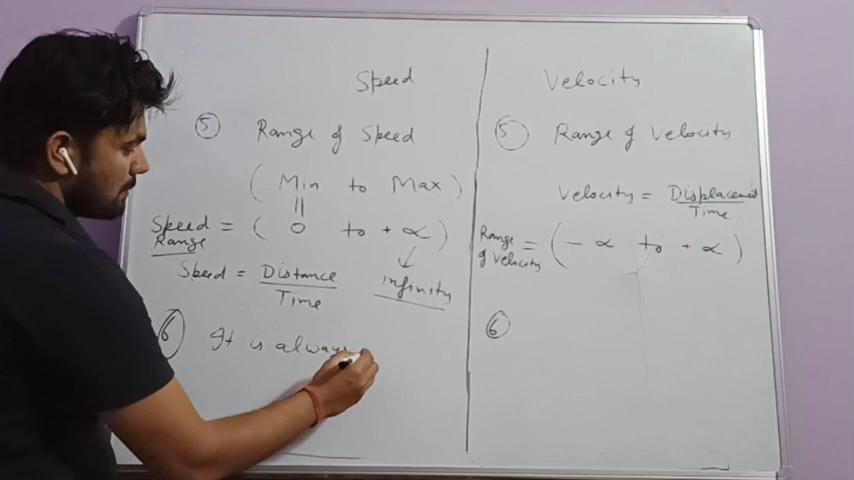 Speed
⑤ Range of Speed
( Min to Max )
||
Speed Range = ( 0 to + ∝ )
infinity
Speed = Distance / Time
⑥ It is always
Velocity
⑤ Range of Velocity
Velocity = Displacement / Time
Range of Velocity = ( - ∝ to + ∝ )
⑥